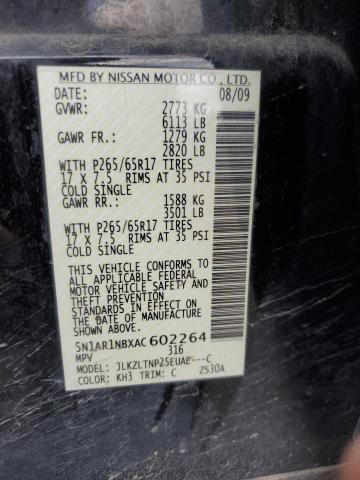 MFD BY NISSAN MOTOR CO., LTD.
DATE: 08/09
GVWR: 2773 KG
6113 LB
GAWR FR.: 1279 KG
2820 LB
WITH P265/65R17 TIRES
17 X 7.5 RIMS AT 35 PSI
COLD SINGLE
GAWR RR.: 1588 KG
3501 LB
WITH P265/65R17 TIRES
17 X 7.5 RIMS AT 35 PSI
COLD SINGLE
THIS VEHICLE CONFORMS TO
ALL APPLICABLE FEDERAL
MOTOR VEHICLE SAFETY AND
THEFT PREVENTION
STANDARDS IN EFFECT ON
THE DATE OF MANUFACTURE
SHOWN ABOVE.
5N1AR1NBXAC602264
MPV 316
MODEL: JLKZLTNP25EUAE---C
COLOR: KH3 TRIM: C ZS30A